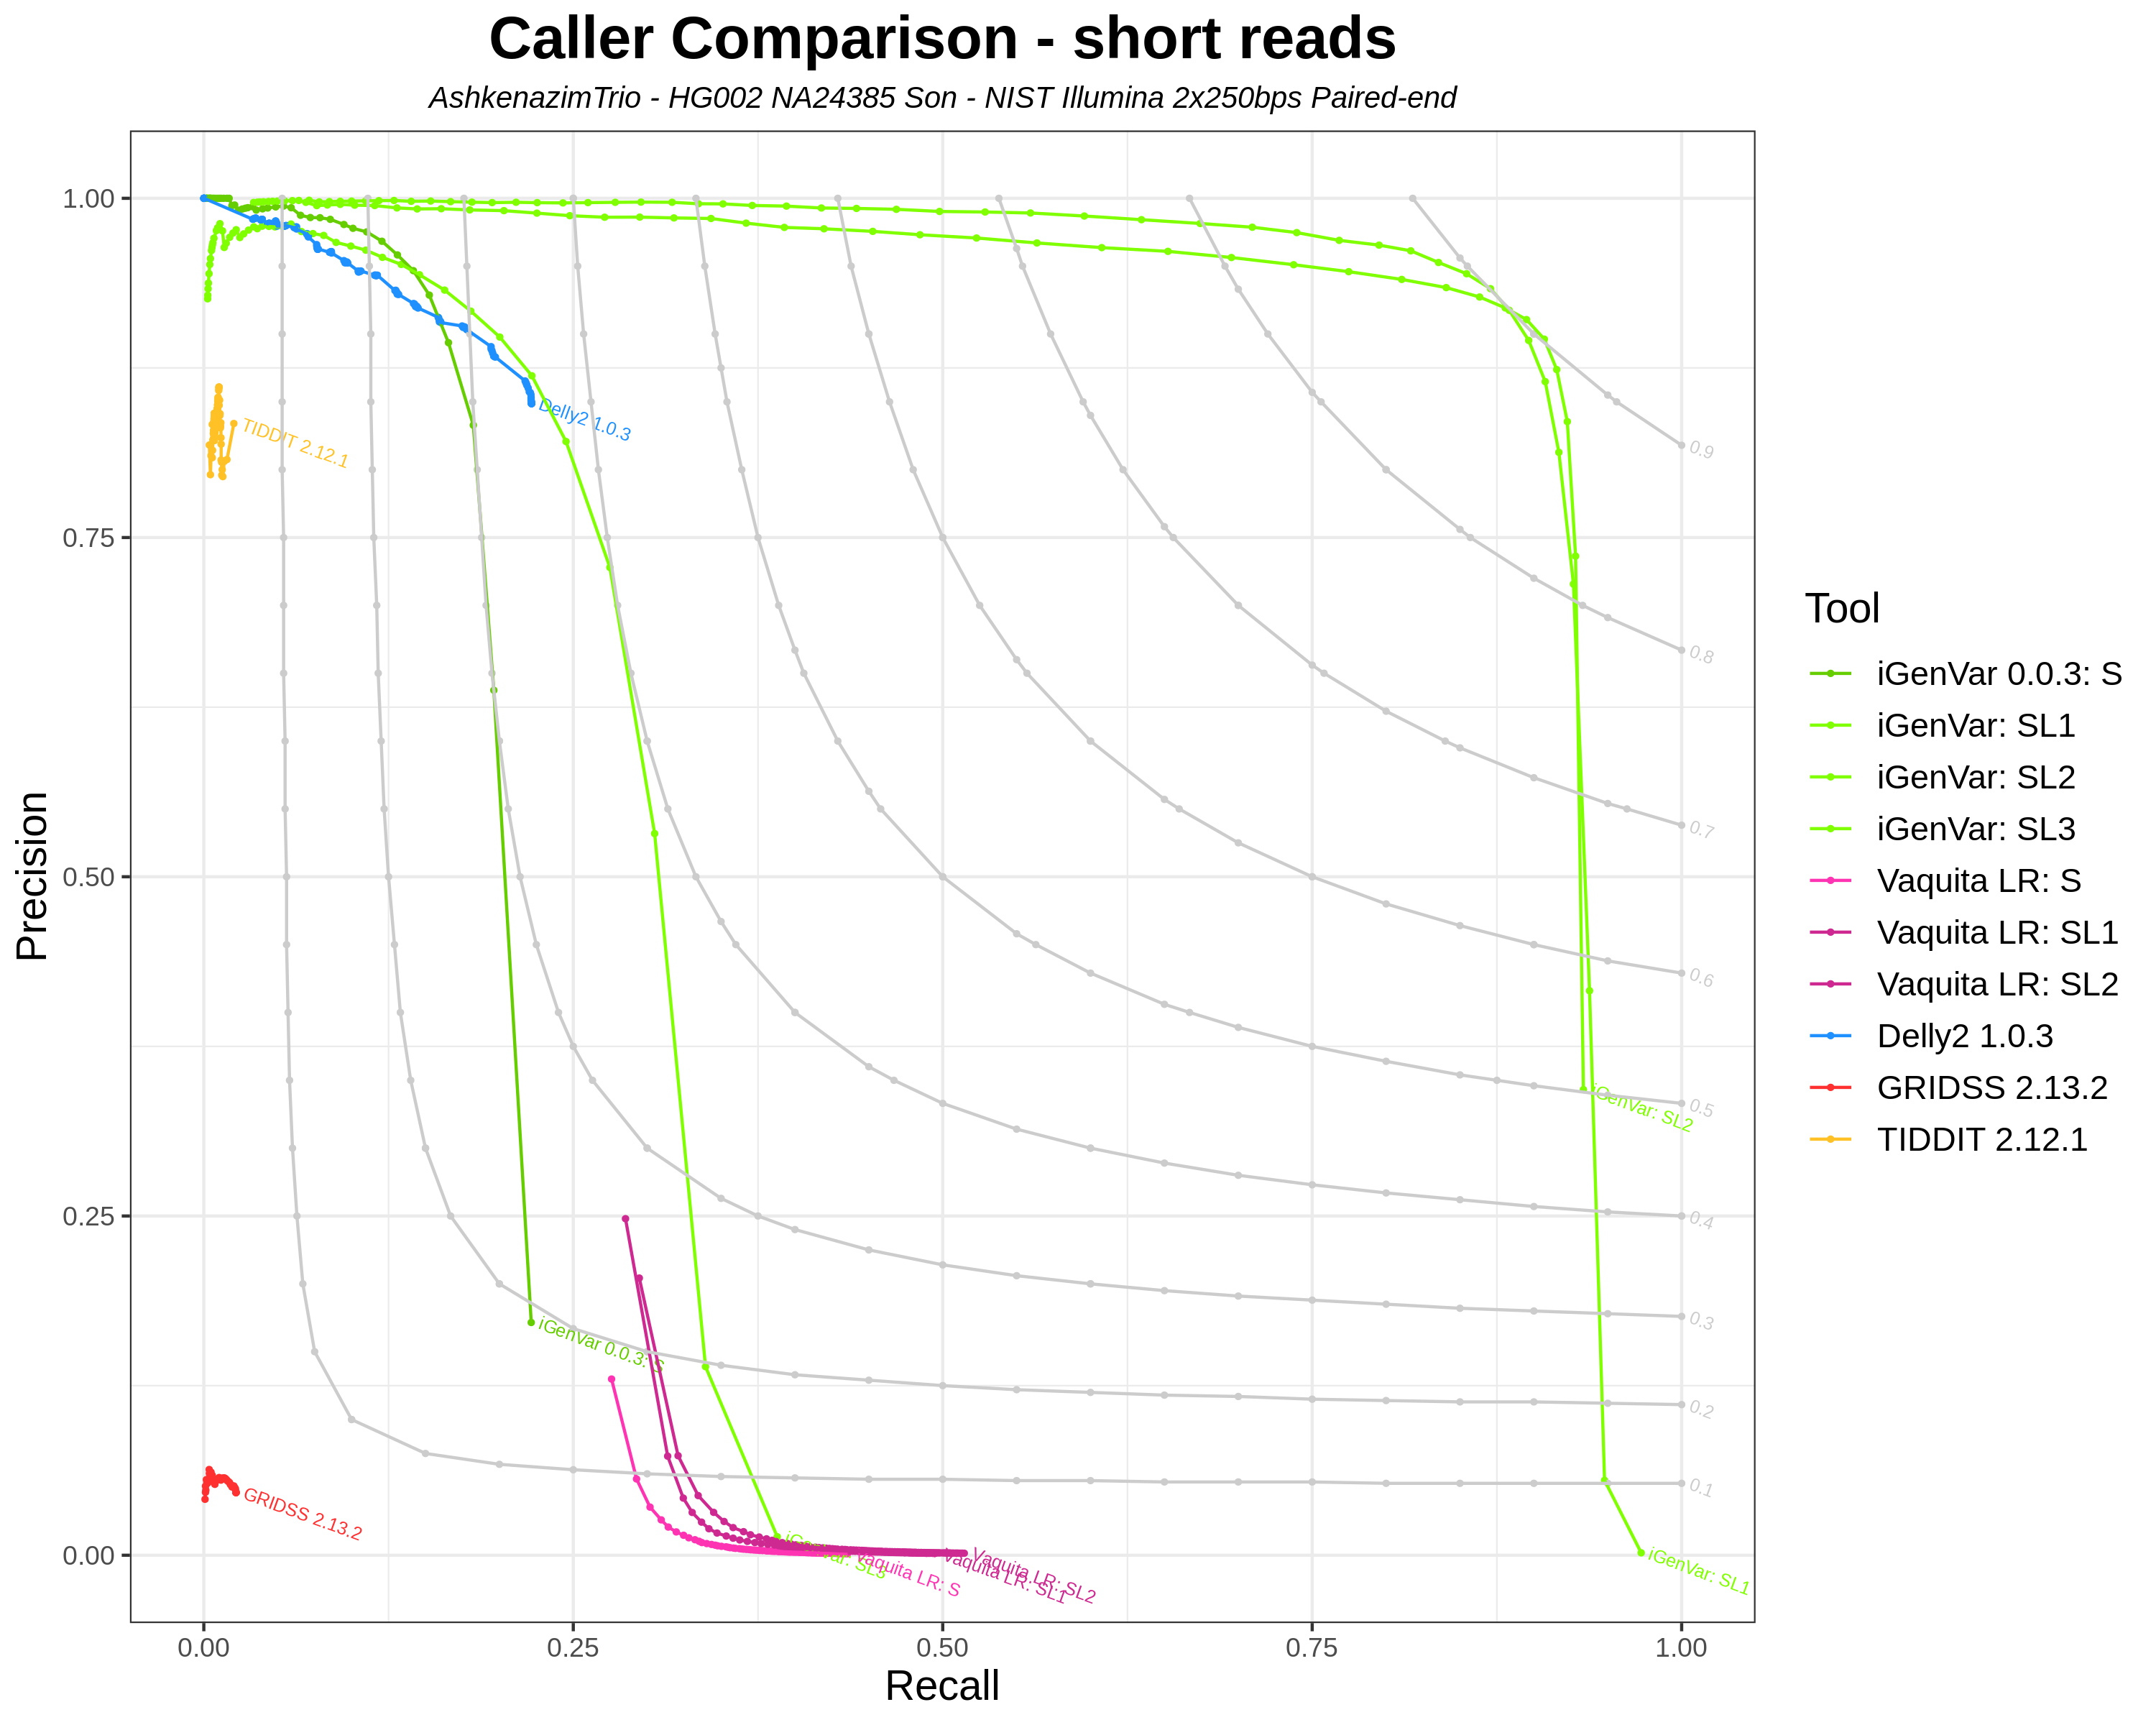 Caller Comparison - short reads
AshkenazimTrio - HG002 NA24385 Son - NIST Illumina 2x250bps Paired-end
Precision
1.00
0.75
0.50
0.25
0.00
0.00
0.25
0.50
0.75
1.00
Recall
Delly2 1.0.3
TIDDIT 2.12.1
GRIDSS 2.13.2
iGenVar 0.0.3: S
iGenVar: SL3
Vaquita LR: S
Vaquita LR: SL1
Vaquita LR: SL2
iGenVar: SL2
iGenVar: SL1
0.9
0.8
0.7
0.6
0.5
0.4
0.3
0.2
0.1
Tool
iGenVar 0.0.3: S
iGenVar: SL1
iGenVar: SL2
iGenVar: SL3
Vaquita LR: S
Vaquita LR: SL1
Vaquita LR: SL2
Delly2 1.0.3
GRIDSS 2.13.2
TIDDIT 2.12.1